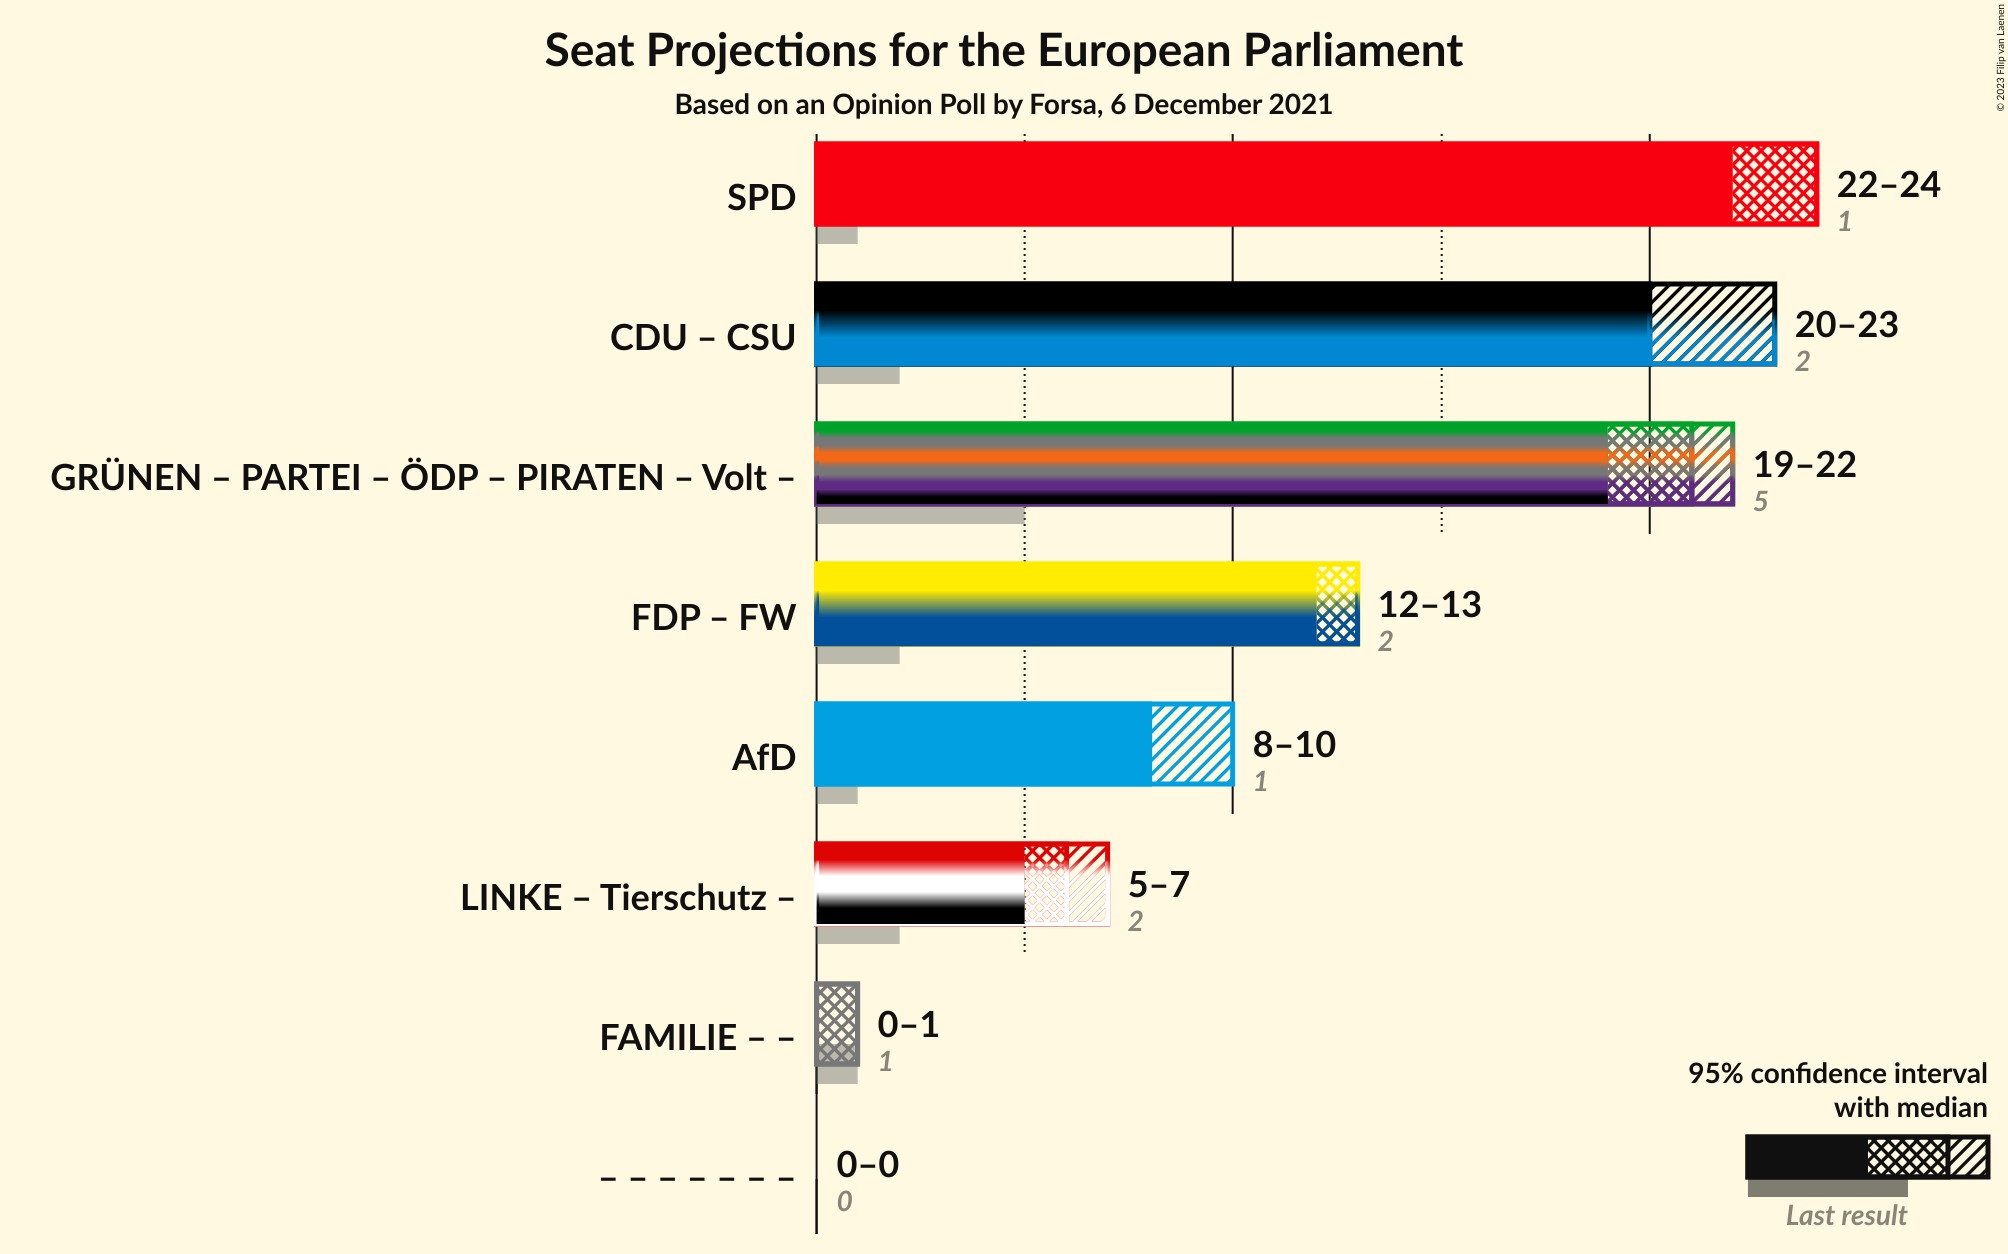 Seat Projections for the European Parliament
Based on an Opinion Poll by Forsa, 6 December 2021
© 2023 Filip van Laenen
SPD
22–24
1
CDU – CSU
20–23
2
GRÜNEN – PARTEI – ÖDP – PIRATEN – Volt –
19–22
5
FDP – FW
12–13
2
AfD
8–10
1
LINKE – Tierschutz –
5–7
2
FAMILIE – –
0–1
1
– – – – – – –
0–0
0
95% confidence interval
with median
Last result